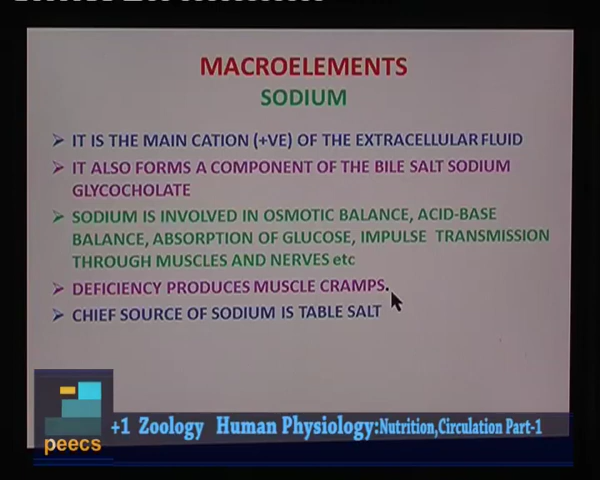 MACROELEMENTS
SODIUM
➢ IT IS THE MAIN CATION (+VE) OF THE EXTRACELLULAR FLUID
➢ IT ALSO FORMS A COMPONENT OF THE BILE SALT SODIUM
GLYCOCHOLATE
➢ SODIUM IS INVOLVED IN OSMOTIC BALANCE, ACID-BASE
BALANCE, ABSORPTION OF GLUCOSE, IMPULSE TRANSMISSION
THROUGH MUSCLES AND NERVES etc
➢ DEFICIENCY PRODUCES MUSCLE CRAMPS.
➢ CHIEF SOURCE OF SODIUM IS TABLE SALT
+1 Zoology Human Physiology:Nutrition,Circulation Part-1
peecs